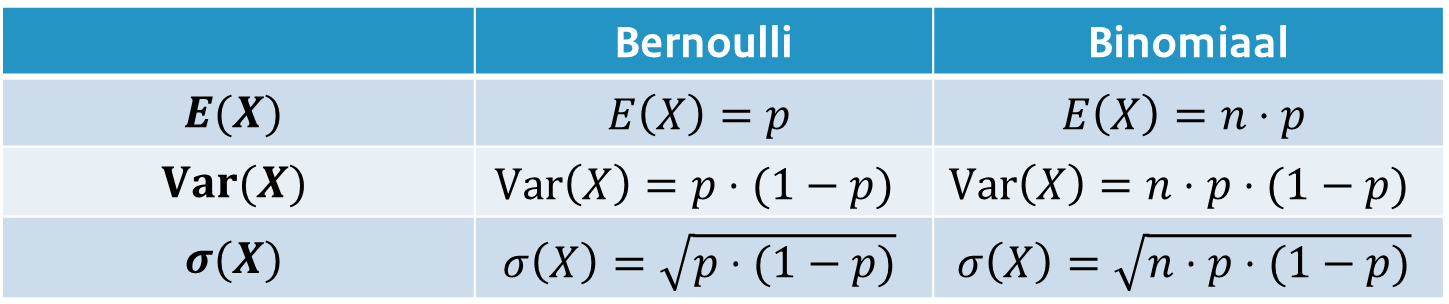 Bernoulli Binomiaal
E(X) E(X) = p E(X) = n · p
Var(X) Var(X) = p · (1 − p) Var(X) = n · p · (1 − p)
σ(X) σ(X) = √(p · (1 − p)) σ(X) = √(n · p · (1 − p))